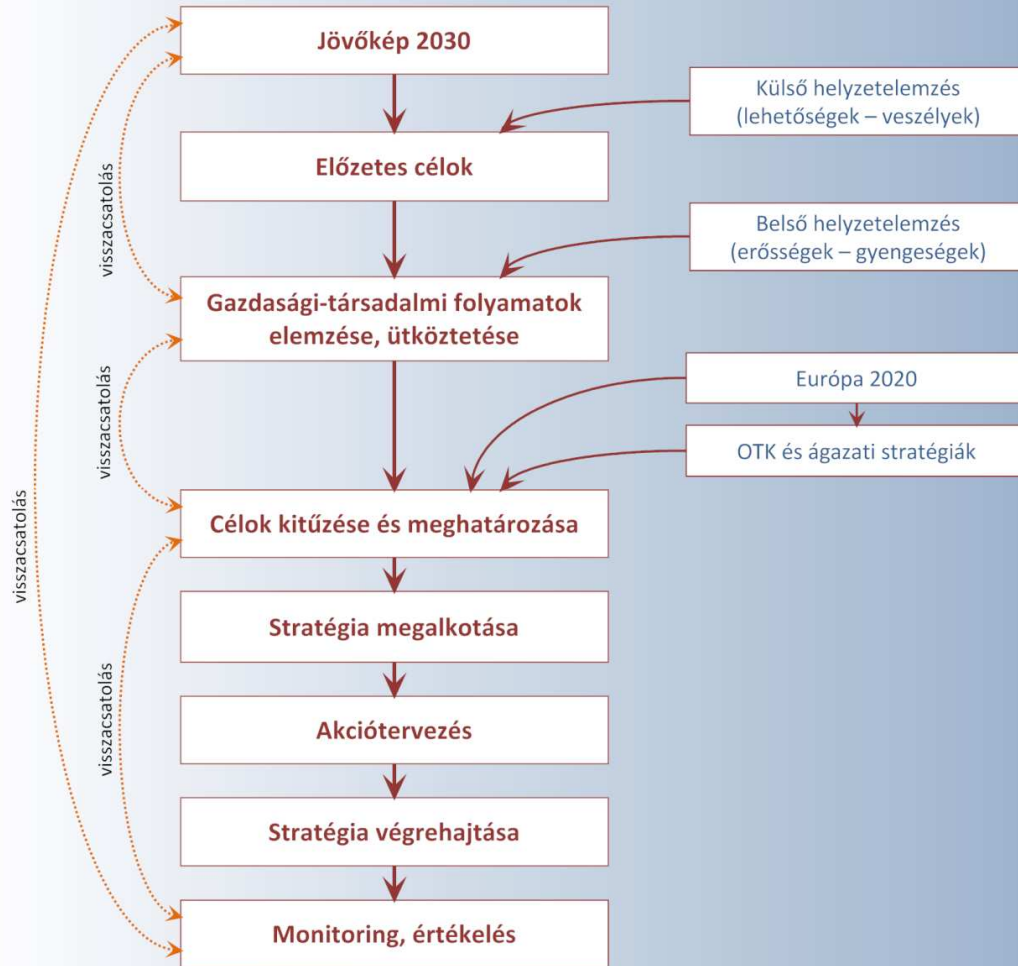 Jövőkép 2030
Külső helyzetelemzés
(lehetőségek – veszélyek)
Előzetes célok
visszacsatolás
Belső helyzetelemzés
(erősségek – gyengeségek)
Gazdasági-társadalmi folyamatok
elemzése, ütköztetése
visszacsatolás
Európa 2020
OTK és ágazati stratégiák
Célok kitűzése és meghatározása
visszacsatolás
Stratégia megalkotása
visszacsatolás
Akciótervezés
Stratégia végrehajtása
Monitoring, értékelés